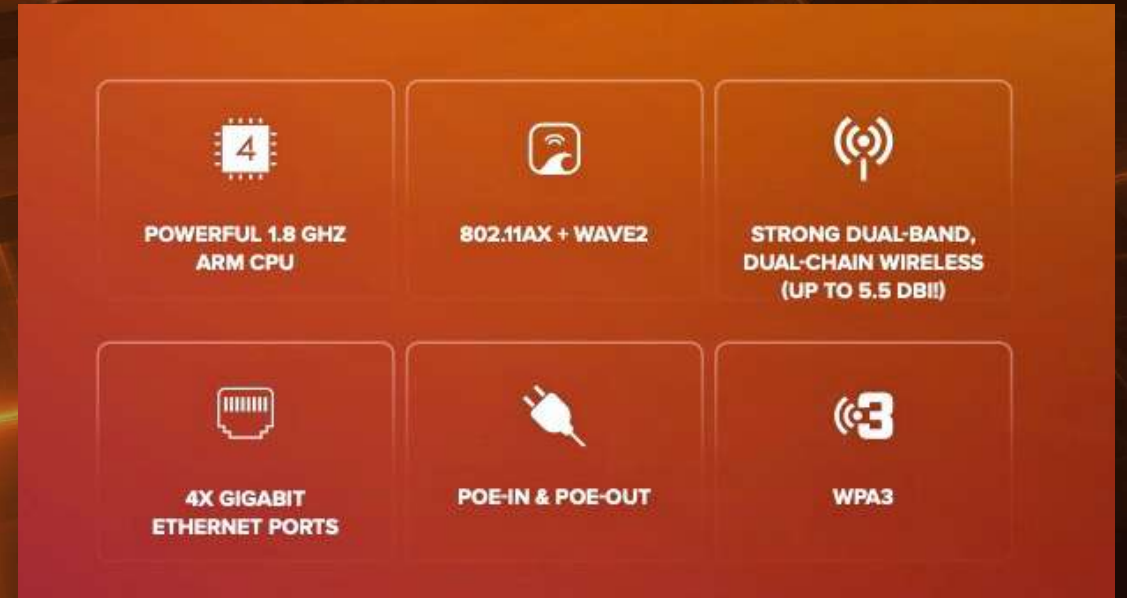 4
POWERFUL 1.8 GHZ
ARM CPU
802.11AX + WAVE2
STRONG DUAL-BAND,
DUAL-CHAIN WIRELESS
(UP TO 5.5 DBI!)
4X GIGABIT
ETHERNET PORTS
POE-IN & POE-OUT
3
WPA3